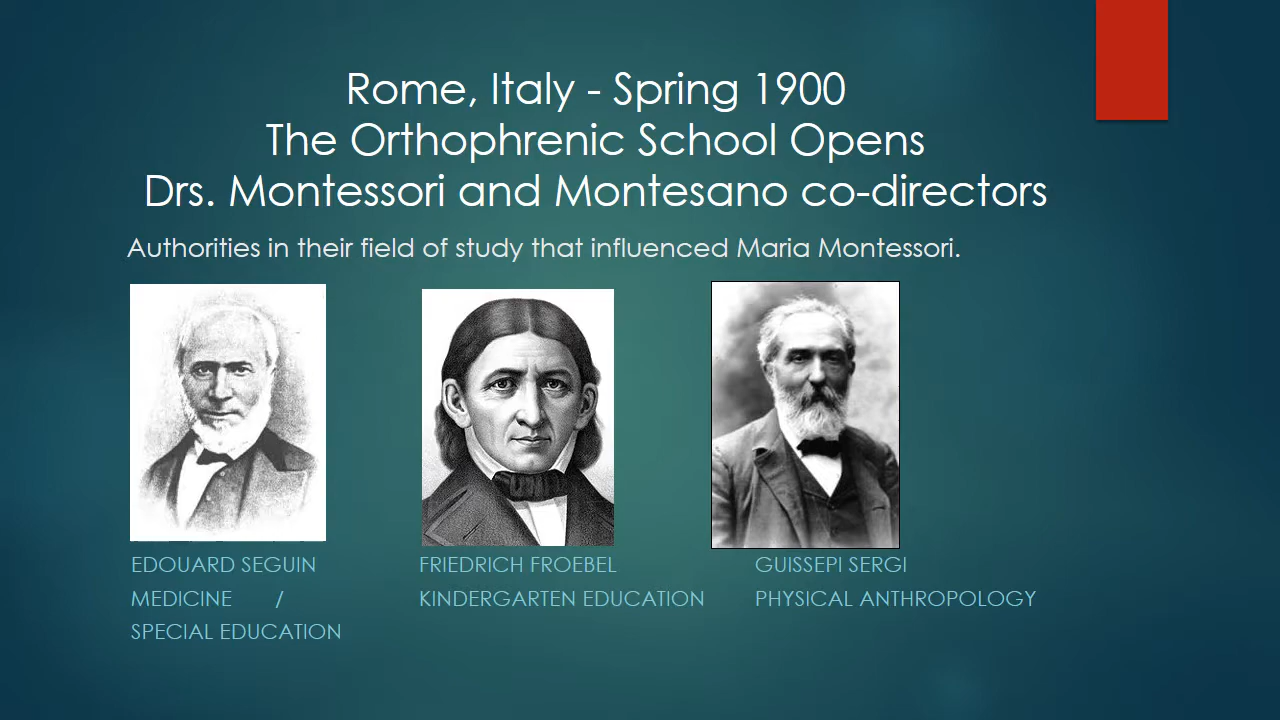 Rome, Italy - Spring 1900
The Orthophrenic School Opens
Drs. Montessori and Montesano co-directors
Authorities in their field of study that influenced Maria Montessori.
EDOUARD SEGUIN
MEDICINE /
SPECIAL EDUCATION
FRIEDRICH FROEBEL
KINDERGARTEN EDUCATION
GUISSEPI SERGI
PHYSICAL ANTHROPOLOGY